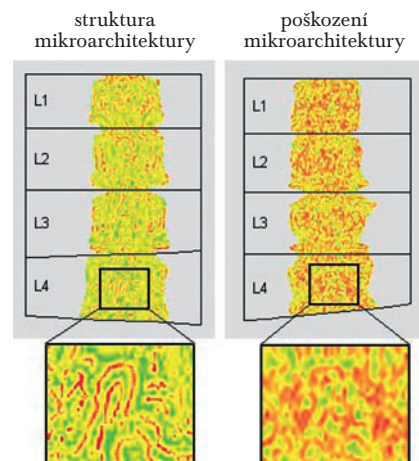 struktura
mikroarchitektury
poškození
mikroarchitektury
L1
L2
L3
L4
L1
L2
L3
L4